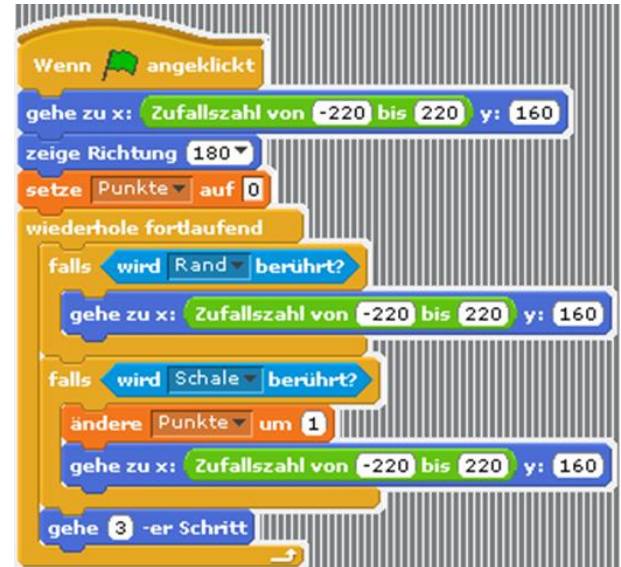 Wenn angeklickt
gehe zu x: Zufallszahl von -220 bis 220 y: 160
zeige Richtung 180
setze Punkte auf 0
wiederhole fortlaufend
falls wird Rand berührt?
gehe zu x: Zufallszahl von -220 bis 220 y: 160
falls wird Schale berührt?
ändere Punkte um 1
gehe zu x: Zufallszahl von -220 bis 220 y: 160
gehe 3 -er Schritt